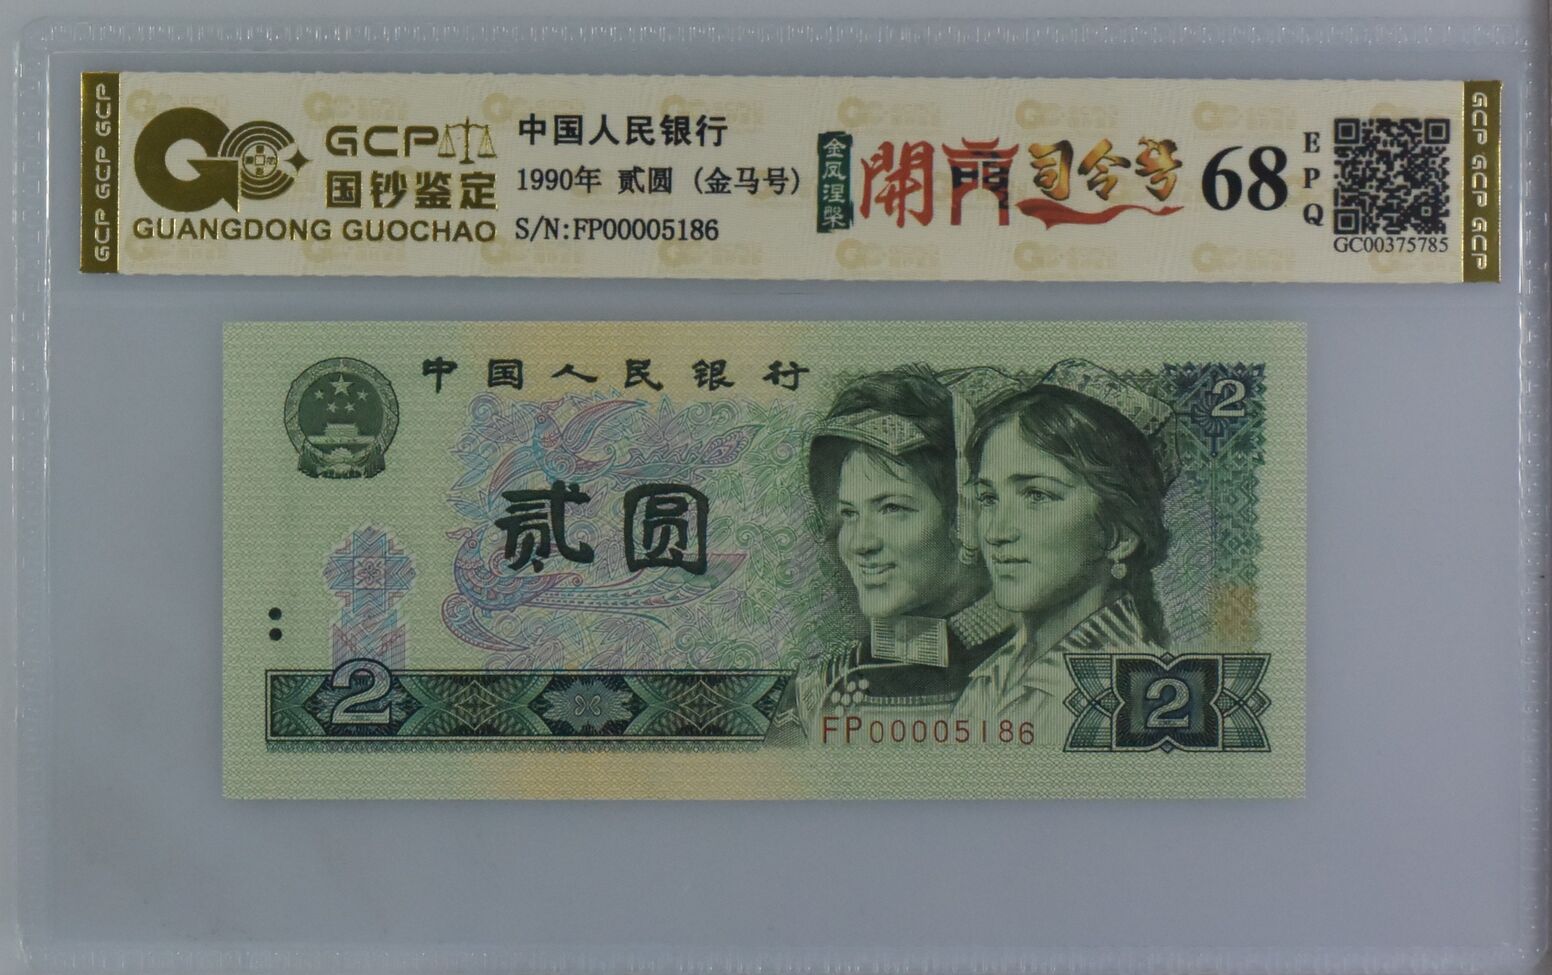 GCP GCP GCP
GCP
国钞鉴定
GUANGDONG GUOCHAO
中国人民银行
1990年 贰圆 (金马号)
S/N:FP00005186
金凤涅槃
開門司令号
68
EPQ
GC00375785
GCP GCP GCP
中国人民银行
2
贰圆
2
FP00005186
2